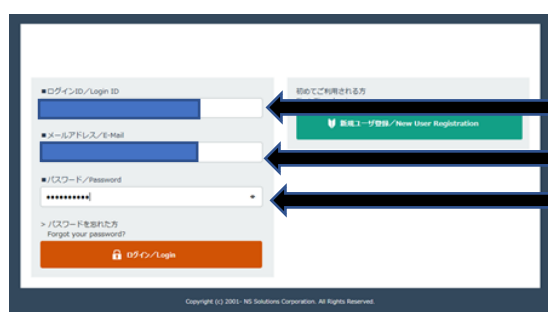 ■ログインID／Login ID
■メールアドレス／E-Mail
■パスワード／Password
••••••••••
> パスワードを忘れた方
Forgot your password?
ログイン／Login
初めてご利用される方
新規ユーザ登録／New User Registration
Copyright (c) 2001- NS Solutions Corporation. All Rights Reserved.